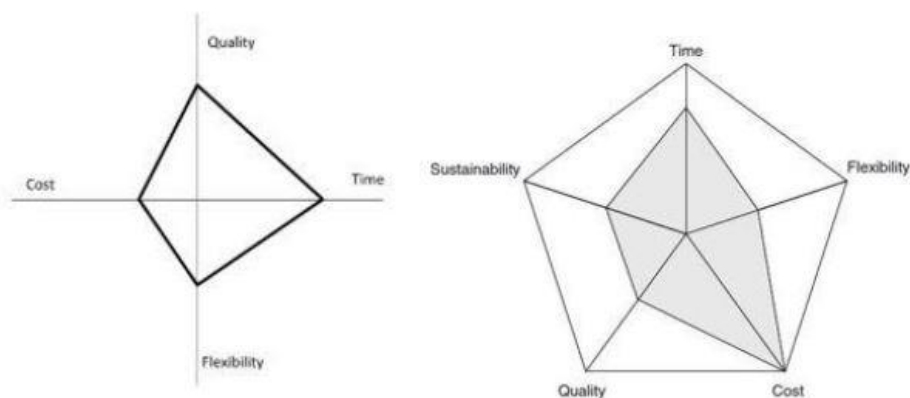 Quality
Cost
Time
Flexibility
Time
Sustainability
Flexibility
Quality
Cost